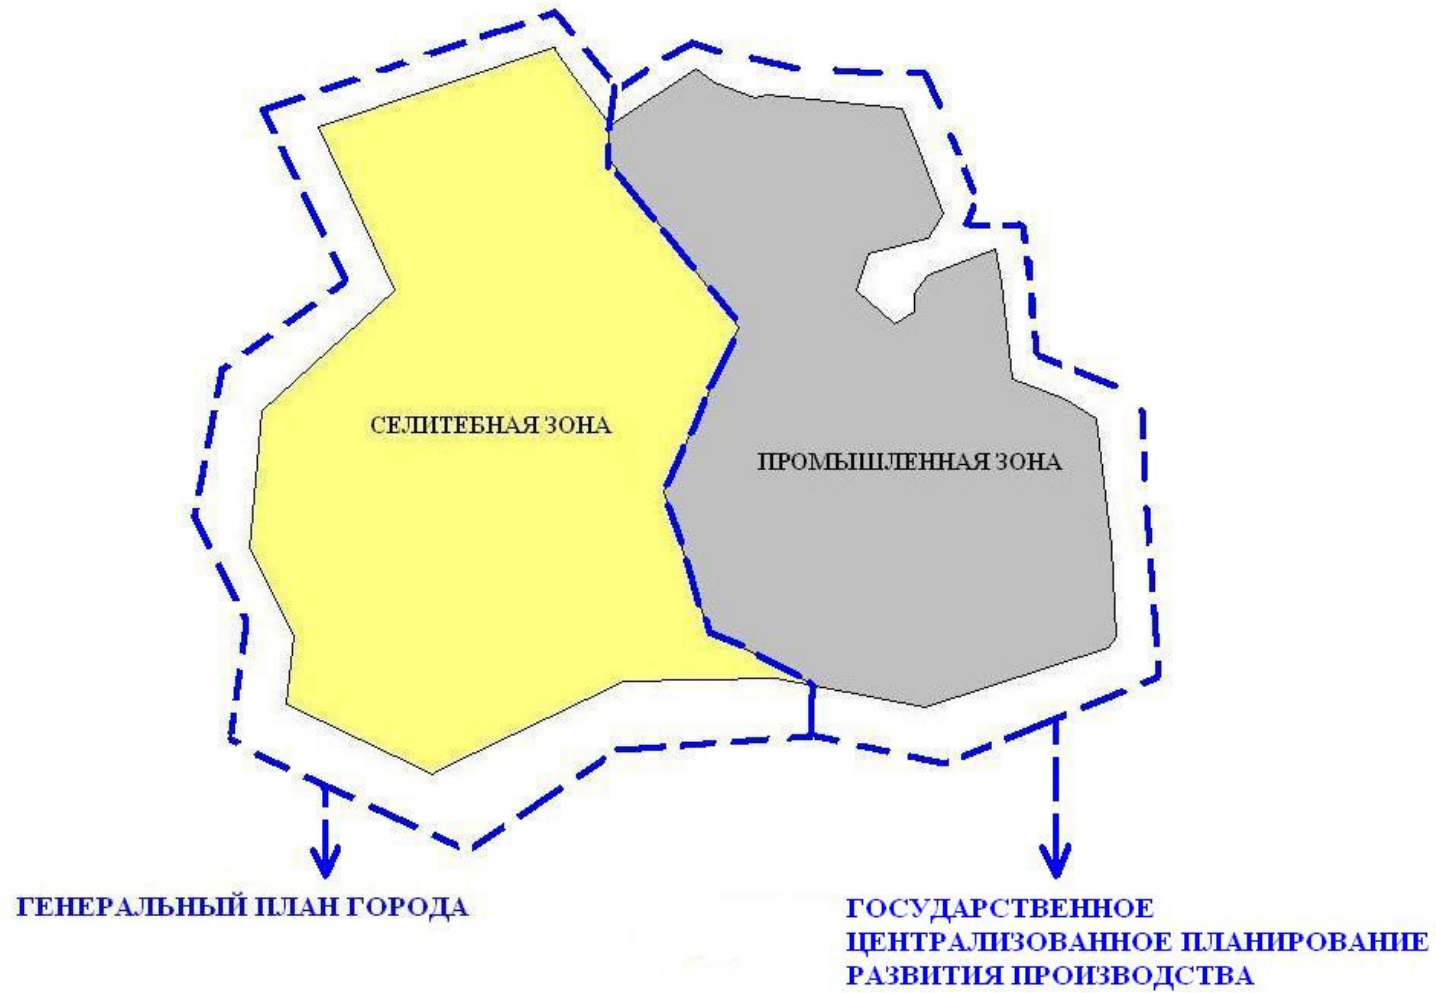 СЕЛИТЕБНАЯ ЗОНА
ПРОМЫШЛЕННАЯ ЗОНА
ГЕНЕРАЛЬНЫЙ ПЛАН ГОРОДА
ГОСУДАРСТВЕННОЕ
ЦЕНТРАЛИЗОВАННОЕ ПЛАНИРОВАНИЕ
РАЗВИТИЯ ПРОИЗВОДСТВА